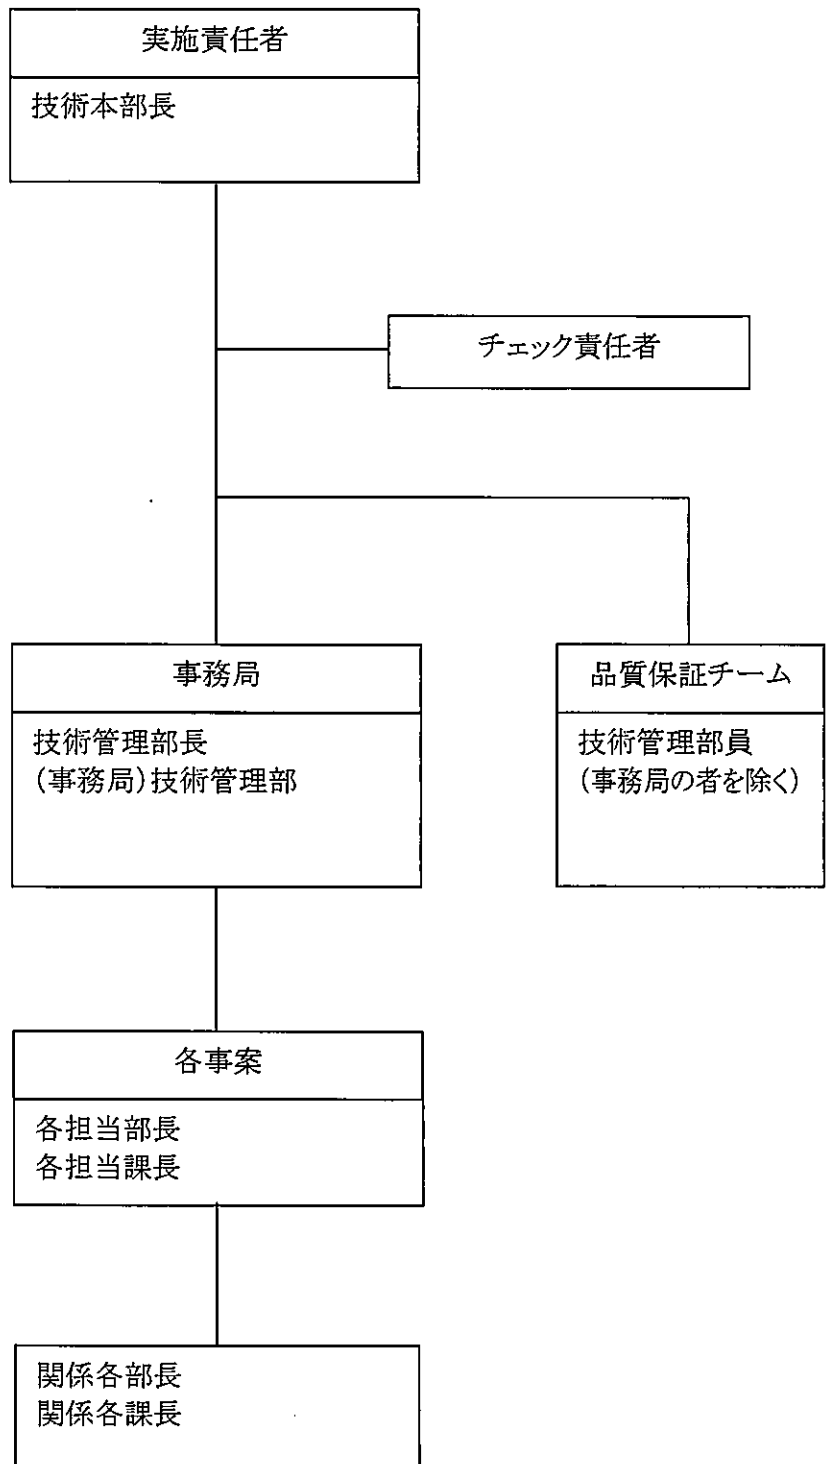 実施責任者
技術本部長
チェック責任者
事務局
技術管理部長
(事務局)技術管理部
品質保証チーム
技術管理部員
(事務局の者を除く)
各事案
各担当部長
各担当課長
関係各部長
関係各課長